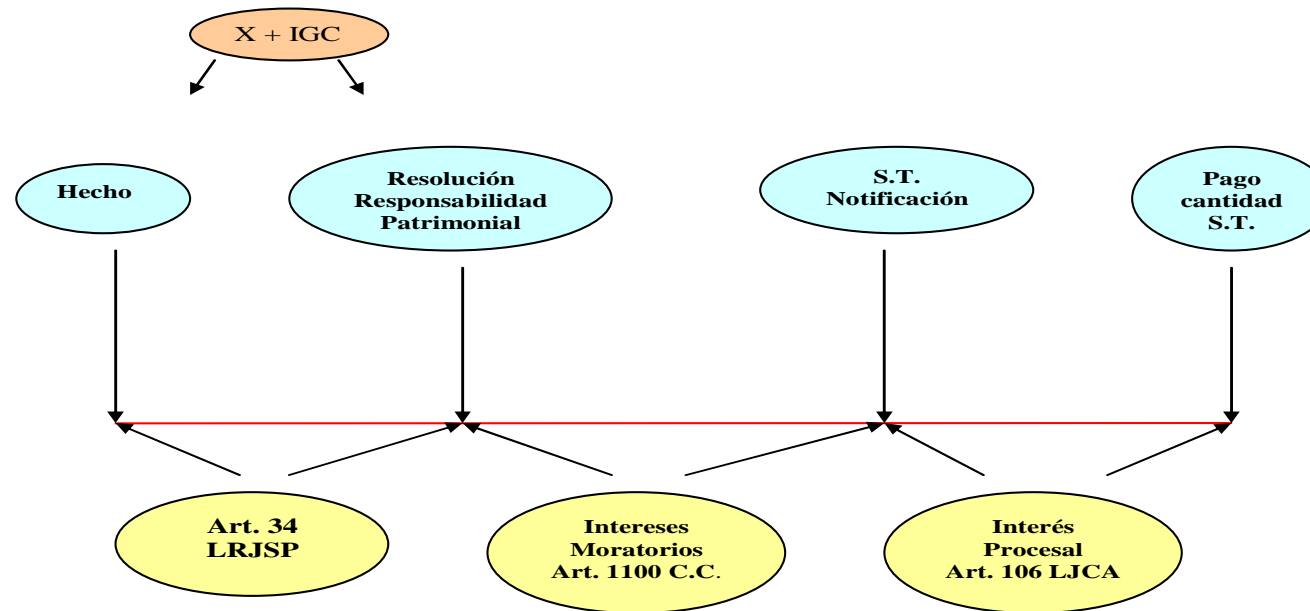 X + IGC
Hecho
Resolución
Responsabilidad
Patrimonial
S.T.
Notificación
Pago
cantidad
S.T.
Art. 34
LRJSP
Intereses
Moratorios
Art. 1100 C.C.
Interés
Procesal
Art. 106 LJCA